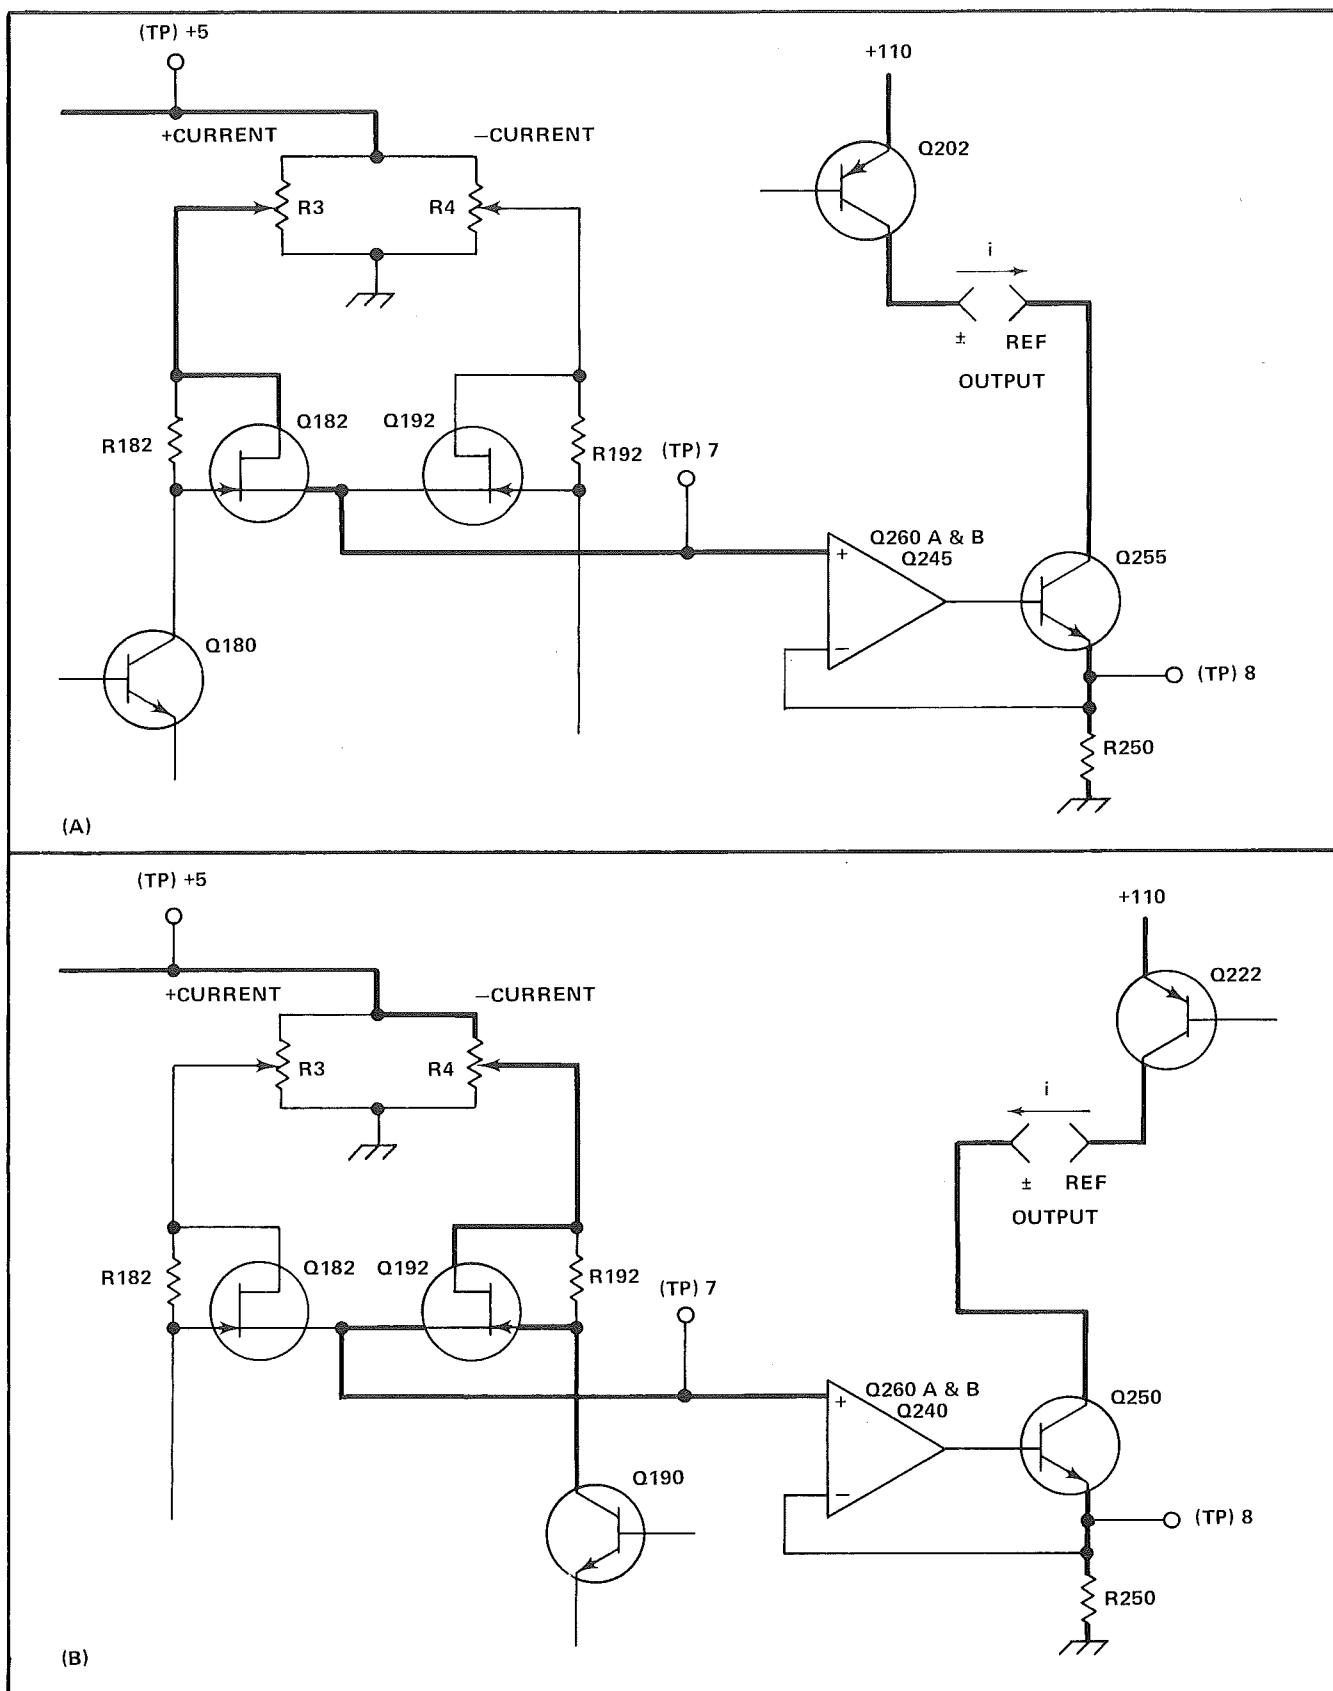 (TP) +5
+110
+CURRENT
−CURRENT
Q202
R3
R4
i
±
REF
OUTPUT
Q182
Q192
R182
R192
(TP) 7
Q260 A & B
Q245
Q255
+
−
Q180
(TP) 8
R250
(A)
(TP) +5
+110
+CURRENT
−CURRENT
Q222
R3
R4
i
±
REF
OUTPUT
R182
Q182
Q192
R192
(TP) 7
Q260 A & B
Q240
Q250
+
−
Q190
(TP) 8
R250
(B)